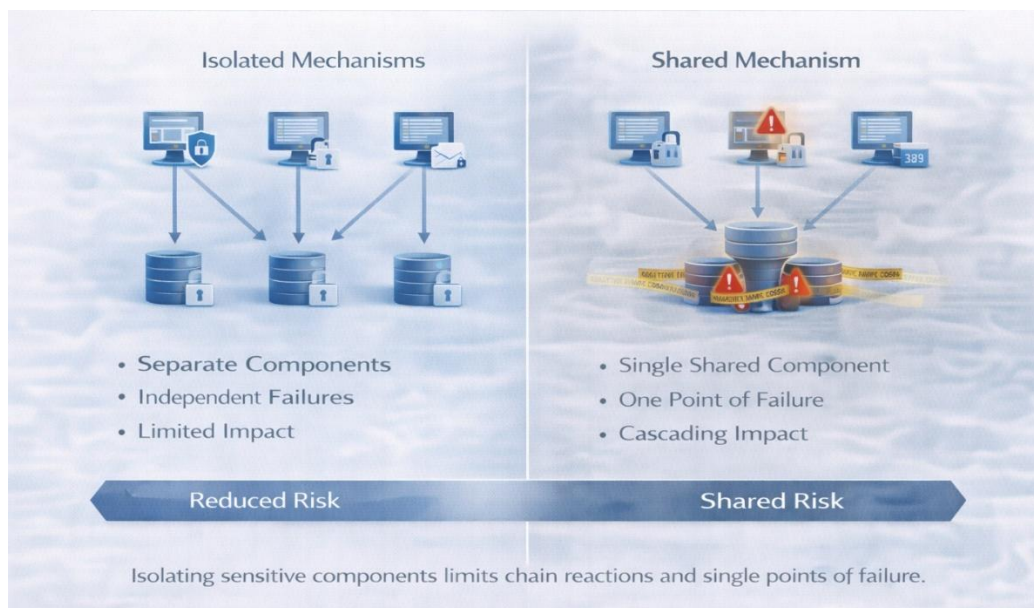 Isolated Mechanisms
Shared Mechanism
389
• Separate Components
• Independent Failures
• Limited Impact
• Single Shared Component
• One Point of Failure
• Cascading Impact
Reduced Risk
Shared Risk
Isolating sensitive components limits chain reactions and single points of failure.